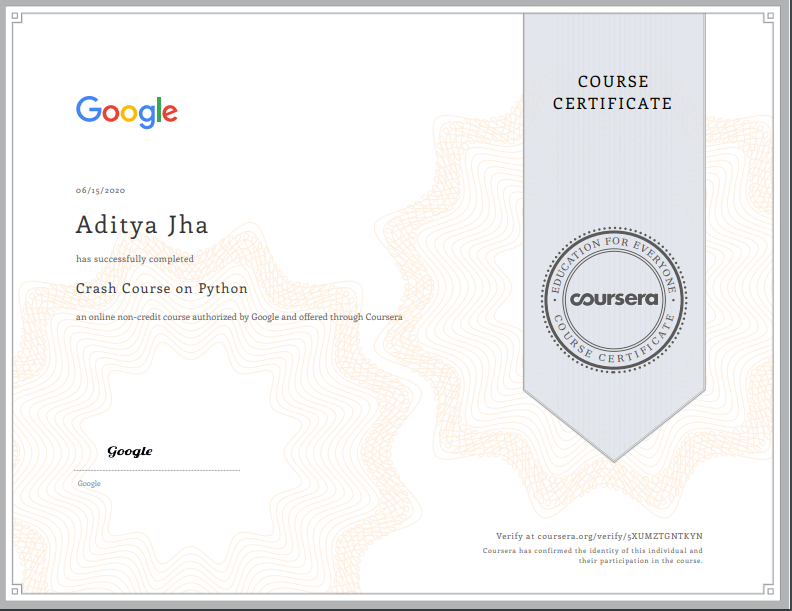 Google
COURSE
CERTIFICATE
06/15/2020
Aditya Jha
has successfully completed
Crash Course on Python
an online non-credit course authorized by Google and offered through Coursera
EDUCATION FOR EVERYONE
coursera
COURSE CERTIFICATE
Google
Google
Verify at coursera.org/verify/5XUMZTGNTKYN
Coursera has confirmed the identity of this individual and
their participation in the course.